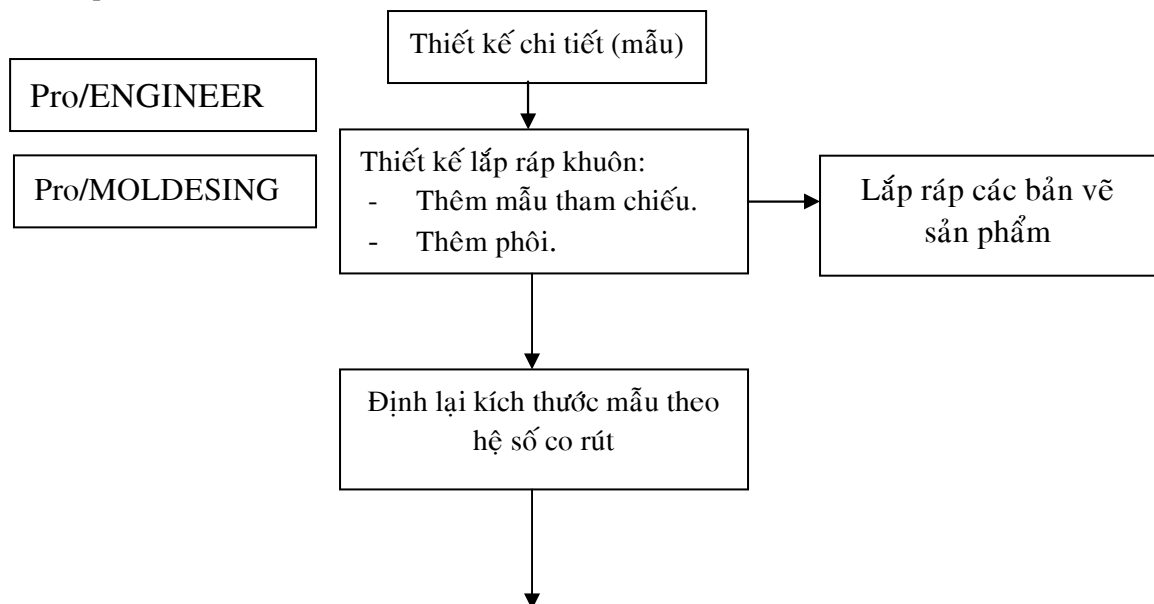 Thiết kế chi tiết (mẫu)
Pro/ENGINEER
Pro/MOLDESING
Thiết kế lắp ráp khuôn:
- Thêm mẫu tham chiếu.
- Thêm phôi.
Lắp ráp các bản vẽ
sản phẩm
Định lại kích thước mẫu theo
hệ số co rút